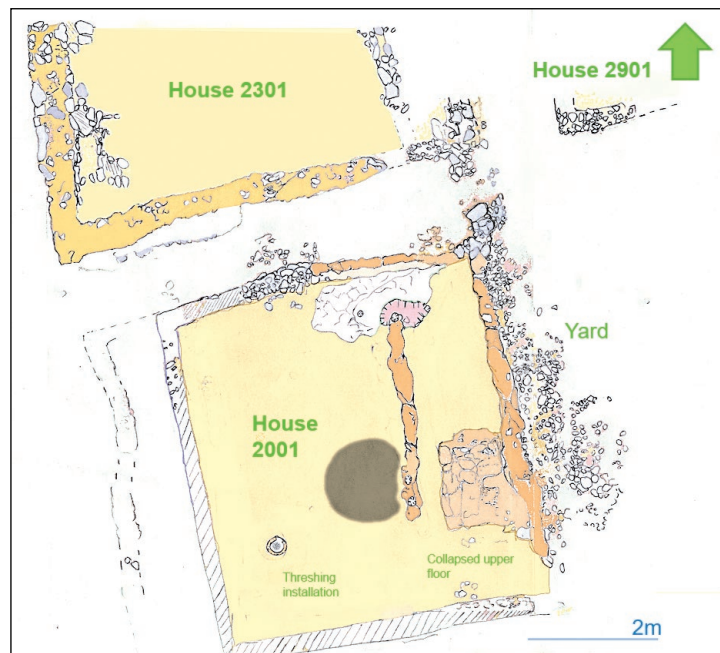 House 2301
House 2901
Yard
House
2001
Threshing
installation
Collapsed upper
floor
2m